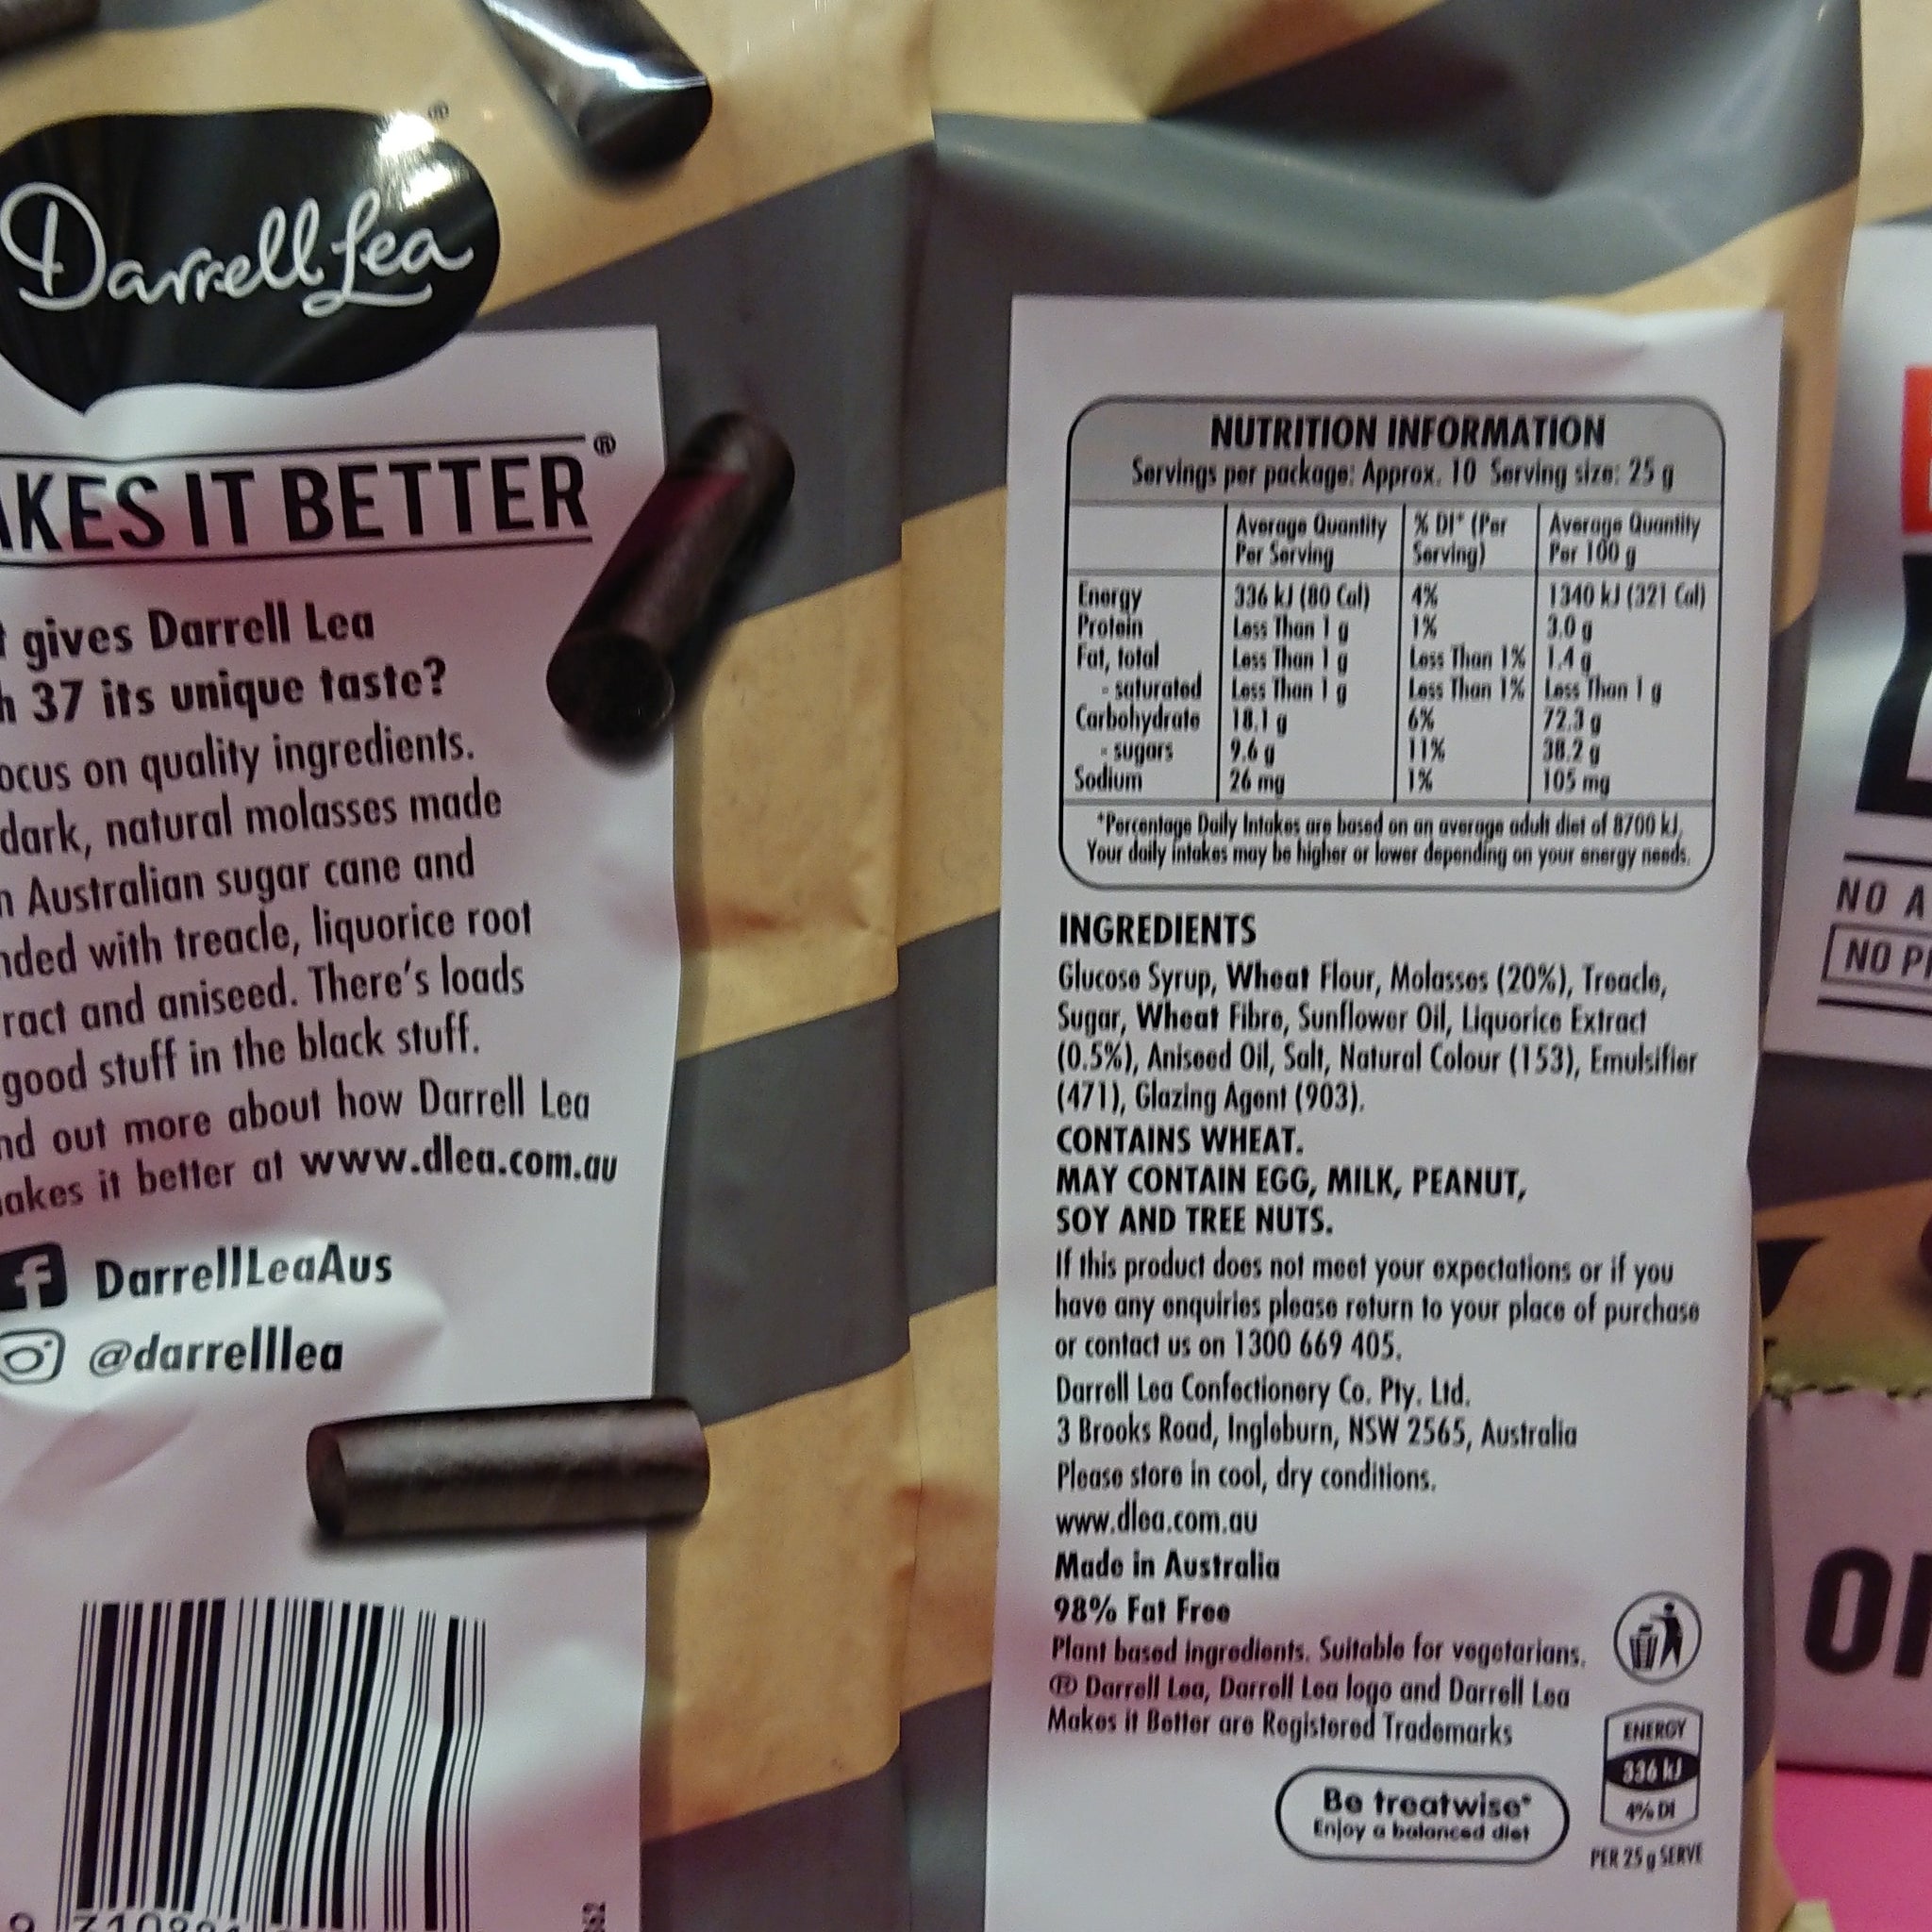 Darrell Lea
®
AKES IT BETTER®
gives Darrell Lea
37 its unique taste?
ocus on quality ingredients.
dark, natural molasses made
n Australian sugar cane and
nded with treacle, liquorice root
ract and aniseed. There's loads
good stuff in the black stuff.
nd out more about how Darrell Lea
akes it better at www.dlea.com.au
DarrellLeaAus
@darrelllea
NUTRITION INFORMATION
Servings per package: Approx. 10 Serving size: 25 g
Average Quantity Per Serving % DI* (Per Serving) Average Quantity Per 100 g
Energy 336 kJ (80 Cal) 4% 1340 kJ (321 Cal)
Protein Less Than 1 g 1% 3.0 g
Fat, total Less Than 1 g Less Than 1% 1.4 g
- saturated Less Than 1 g Less Than 1% Less Than 1 g
Carbohydrate 18.1 g 6% 72.3 g
- sugars 9.6 g 11% 38.2 g
Sodium 26 mg 1% 105 mg
*Percentage Daily Intakes are based on an average adult diet of 8700 kJ.
Your daily intakes may be higher or lower depending on your energy needs.
INGREDIENTS
Glucose Syrup, Wheat Flour, Molasses (20%), Treacle,
Sugar, Wheat Fibre, Sunflower Oil, Liquorice Extract
(0.5%), Aniseed Oil, Salt, Natural Colour (153), Emulsifier
(471), Glazing Agent (903).
CONTAINS WHEAT.
MAY CONTAIN EGG, MILK, PEANUT,
SOY AND TREE NUTS.
If this product does not meet your expectations or if you
have any enquiries please return to your place of purchase
or contact us on 1300 669 405.
Darrell Lea Confectionery Co. Pty. Ltd.
3 Brooks Road, Ingleburn, NSW 2565, Australia
Please store in cool, dry conditions.
www.dlea.com.au
Made in Australia
98% Fat Free
Plant based ingredients. Suitable for vegetarians.
® Darrell Lea, Darrell Lea logo and Darrell Lea
Makes it Better are Registered Trademarks
Be treatwise®
Enjoy a balanced diet
ENERGY
336 kJ
4% DI
PER 25 g SERVE
NO A
NO P